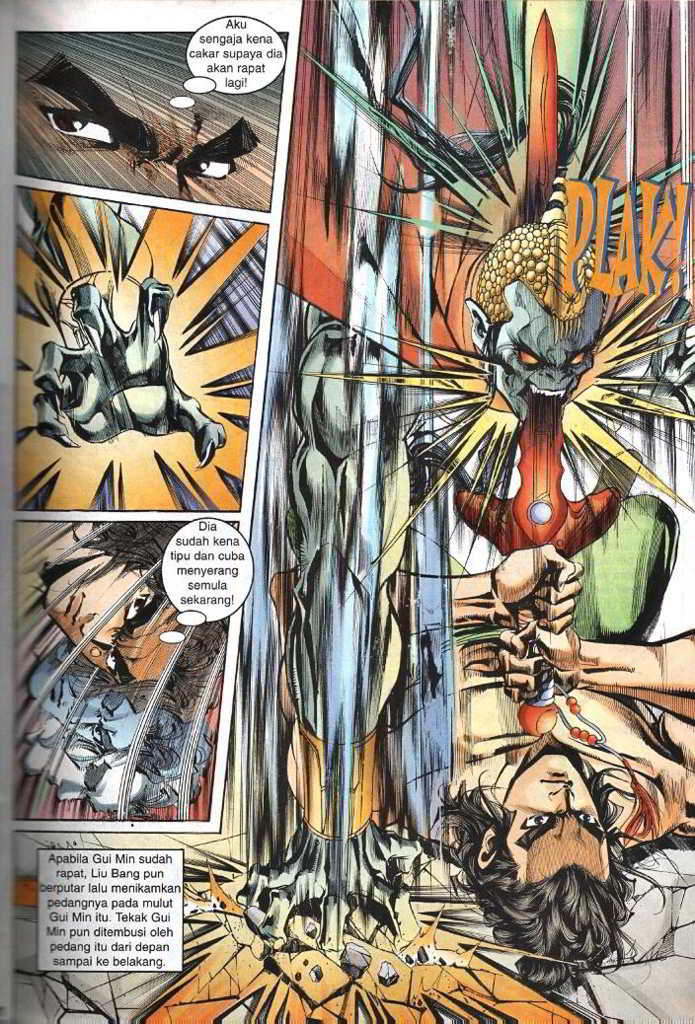 Aku
sengaja kena
cakar supaya dia
akan rapat
lagi!
PLAK!
Dia
sudah kena
tipu dan cuba
menyerang
semula
sekarang!
Apabila Gui Min sudah
rapat, Liu Bang pun
berputar lalu menikamkan
pedangnya pada mulut
Gui Min itu. Tekak Gui
Min pun ditembusi oleh
pedang itu dari depan
sampai ke belakang.